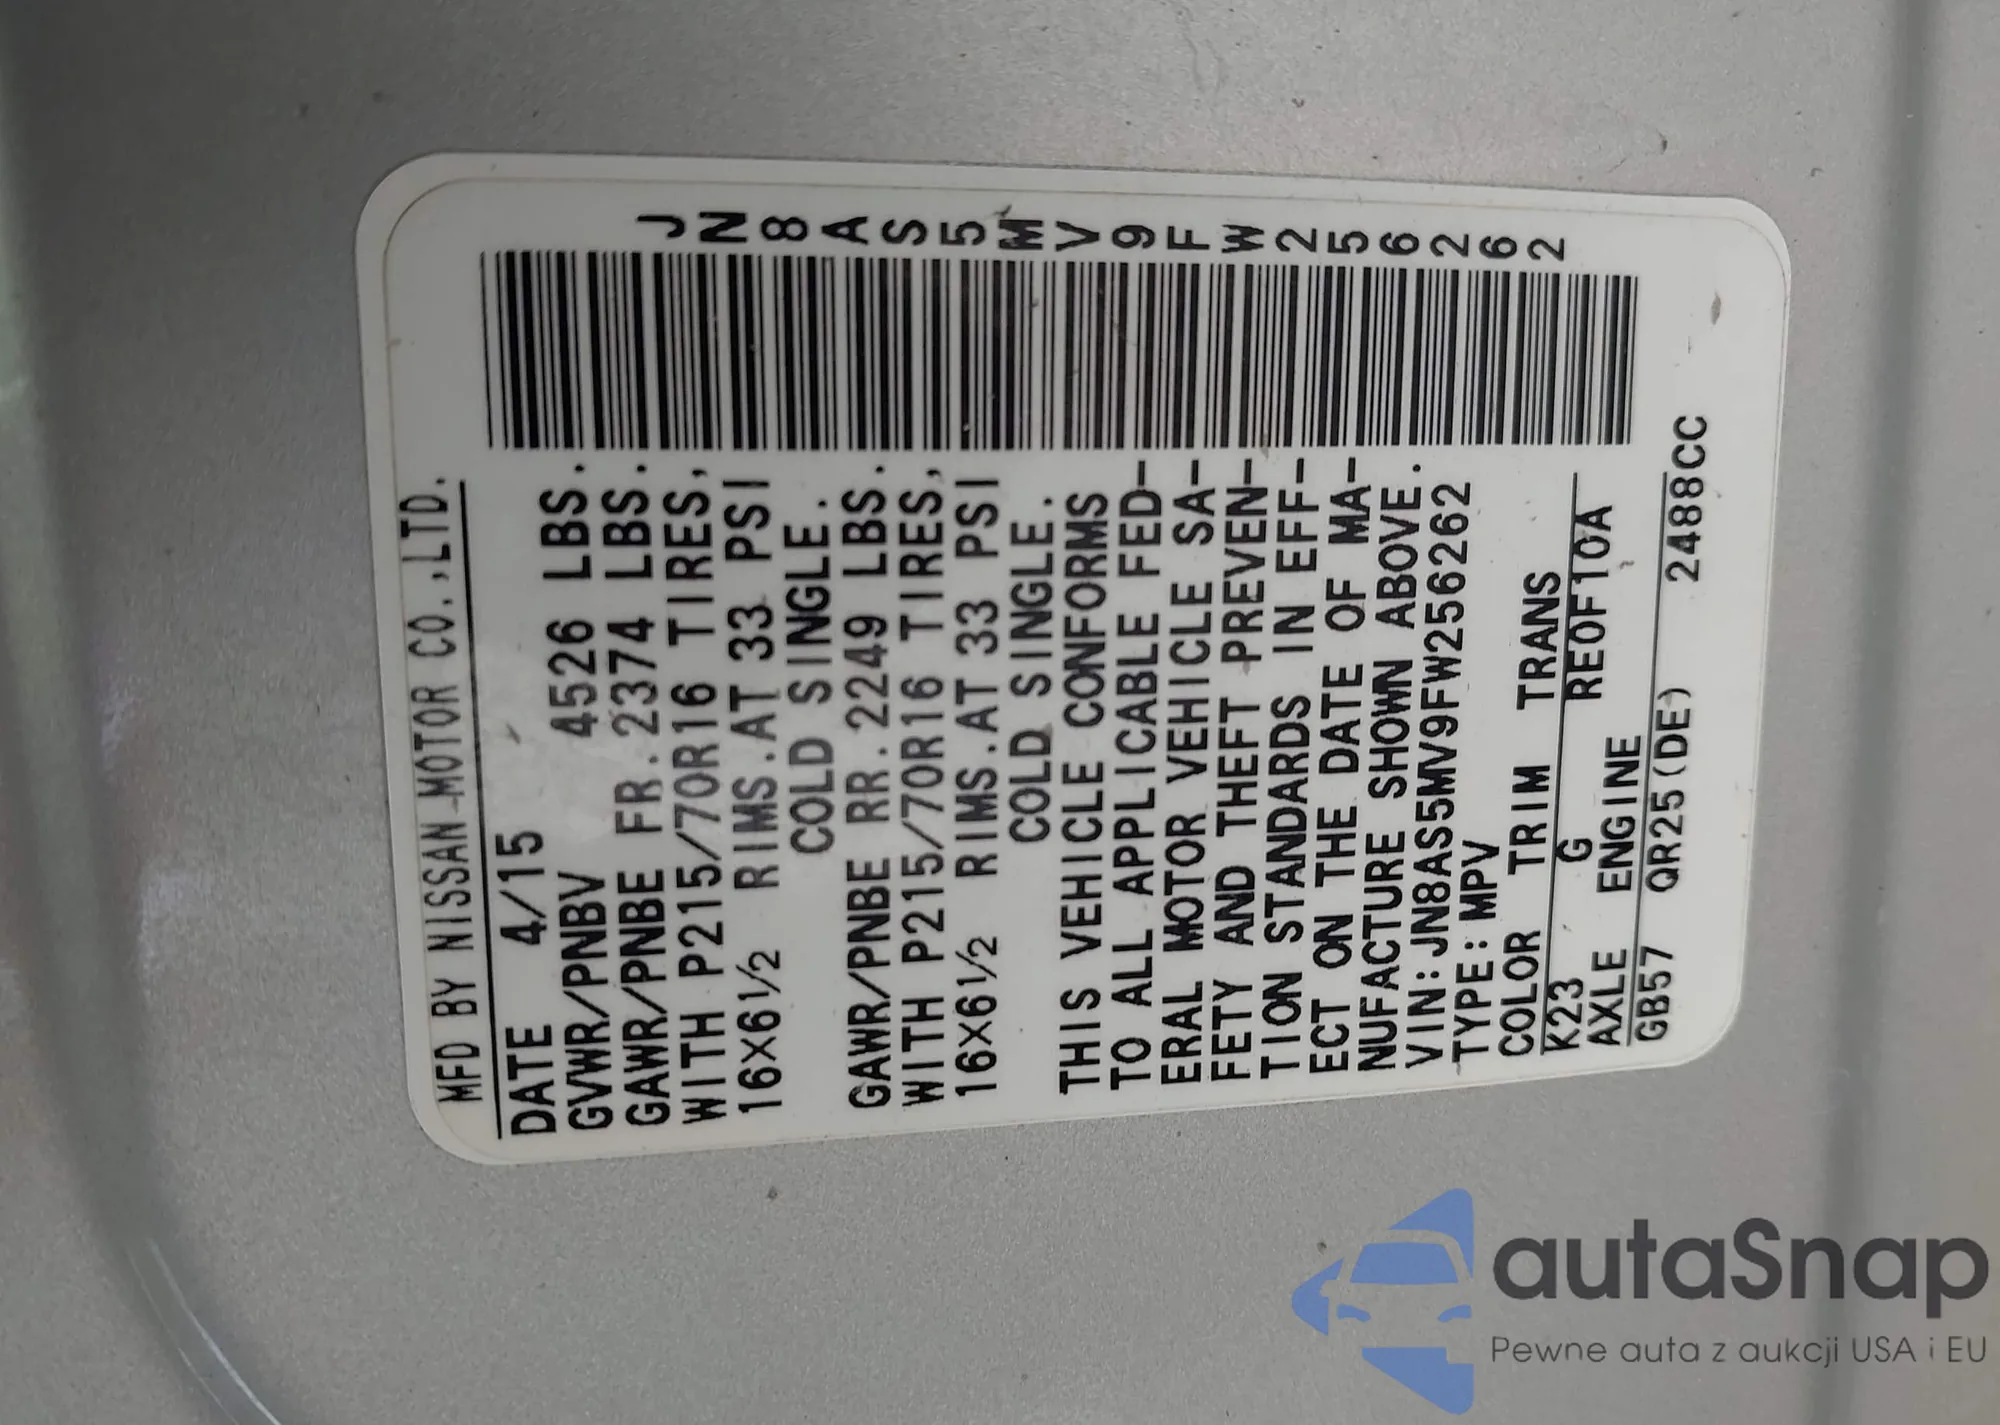 MFD BY NISSAN MOTOR CO.,LTD.
DATE 4/15
GVWR/PNBV 4526 LBS.
GAWR/PNBE FR.2374 LBS.
WITH P215/70R16 TIRES,
16X6½ RIMS.AT 33 PSI
COLD SINGLE.
GAWR/PNBE RR.2249 LBS.
WITH P215/70R16 TIRES,
16X6½ RIMS.AT 33 PSI
COLD SINGLE.
THIS VEHICLE CONFORMS
TO ALL APPLICABLE FED-
ERAL MOTOR VEHICLE SA-
FETY AND THEFT PREVEN-
TION STANDARDS IN EFF-
ECT ON THE DATE OF MA-
NUFACTURE SHOWN ABOVE.
VIN:JN8AS5MV9FW256262
TYPE:MPV
COLOR TRIM TRANS
K23 G RE0F10A
AXLE ENGINE
GB57 QR25(DE) 2488CC
JN8AS5MV9FW256262
autaSnap
Pewne auta z aukcji USA i EU